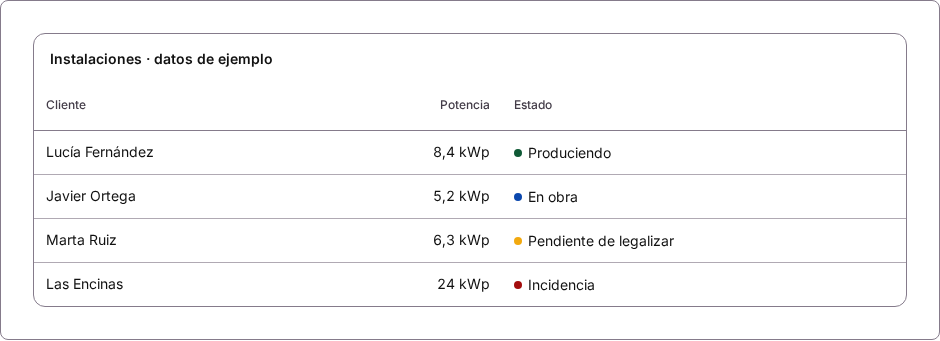 Instalaciones · datos de ejemplo
Cliente Potencia Estado
Lucía Fernández 8,4 kWp Produciendo
Javier Ortega 5,2 kWp En obra
Marta Ruiz 6,3 kWp Pendiente de legalizar
Las Encinas 24 kWp Incidencia